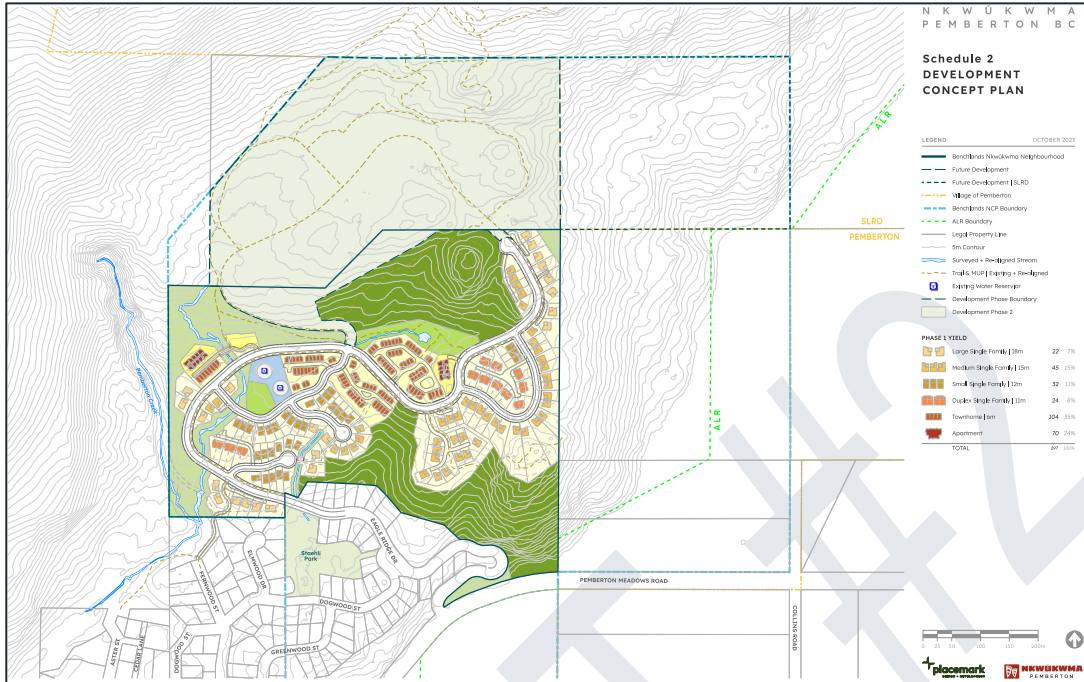 NKWÚKWMA
PEMBERTON BC
Schedule 2
DEVELOPMENT
CONCEPT PLAN
LEGEND OCTOBER 2023
Benchlands Nkwúkwma Neighbourhood
Future Development
Future Development | SLRD
Village of Pemberton
Benchlands NCP Boundary
ALR Boundary
Legal Property Line
5m Contour
Surveyed + Re-aligned Stream
Trail & MUP | Existing + Re-aligned
Existing Water Reservior
Development Phase Boundary
Development Phase 2
PHASE 1 YIELD
Large Single Family | 18m 22 7%
Medium Single Family | 15m 45 15%
Small Single Family | 12m 32 11%
Duplex Single Family | 11m 24 8%
Townhome | 6m 104 35%
Apartment 70 24%
TOTAL 297 100%
0 25 50 100 150 200m
placemark
DESIGN + DEVELOPMENT
NKWÚKWMA
PEMBERTON
ALR
SLRD
PEMBERTON
ALR
Pemberton Creek
Staehli
Park
EAGLE RIDGE DR
ELMWOOD DR
FERNWOOD ST
DOGWOOD ST
DOGWOOD ST
GREENWOOD ST
ASTER ST
CEDAR LANE
PEMBERTON MEADOWS ROAD
COLLINS ROAD